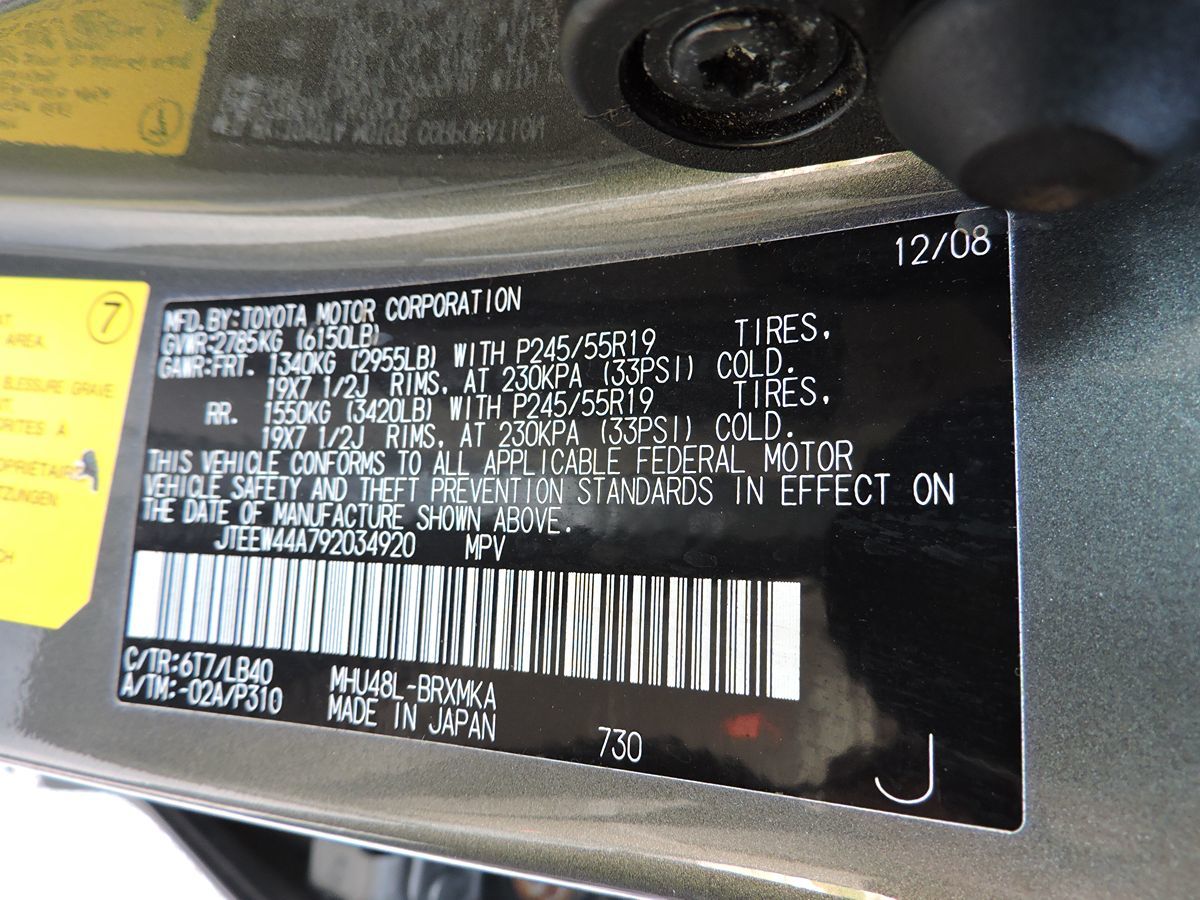 12/08
MFD.BY:TOYOTA MOTOR CORPORATION
GVWR:2785KG (6150LB)
GAWR:FRT. 1340KG (2955LB) WITH P245/55R19 TIRES,
19X7 1/2J RIMS, AT 230KPA (33PSI) COLD.
RR. 1550KG (3420LB) WITH P245/55R19 TIRES,
19X7 1/2J RIMS, AT 230KPA (33PSI) COLD.
THIS VEHICLE CONFORMS TO ALL APPLICABLE FEDERAL MOTOR
VEHICLE SAFETY AND THEFT PREVENTION STANDARDS IN EFFECT ON
THE DATE OF MANUFACTURE SHOWN ABOVE.
JTEEW44A792034920 MPV
C/TR:6T7/LB40 MHU48L-BRXMKA
A/TM:-02A/P310 MADE IN JAPAN
730
J
7
AREA.
BLESSURE GRAVE
A